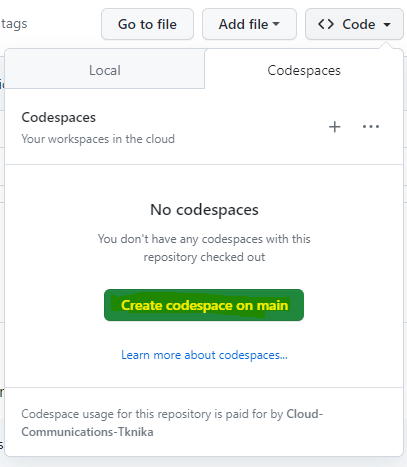 tags
Go to file
Add file
Code
Local
Codespaces
Codespaces
Your workspaces in the cloud
No codespaces
You don't have any codespaces with this
repository checked out
Create codespace on main
Learn more about codespaces...
Codespace usage for this repository is paid for by Cloud-
Communications-Tknika